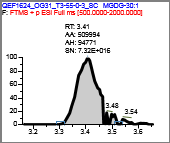 QEF1624_OG31_T3-55-0-3_SC MGDG-30:1
F: FTMS + p ESI Full ms [500.0000-2000.0000]
RT: 3.41
AA: 509994
AH: 94771
SN: 7.32E+016
100
80
60
40
20
0
3.48
3.54
3.2 3.3 3.4 3.5 3.6